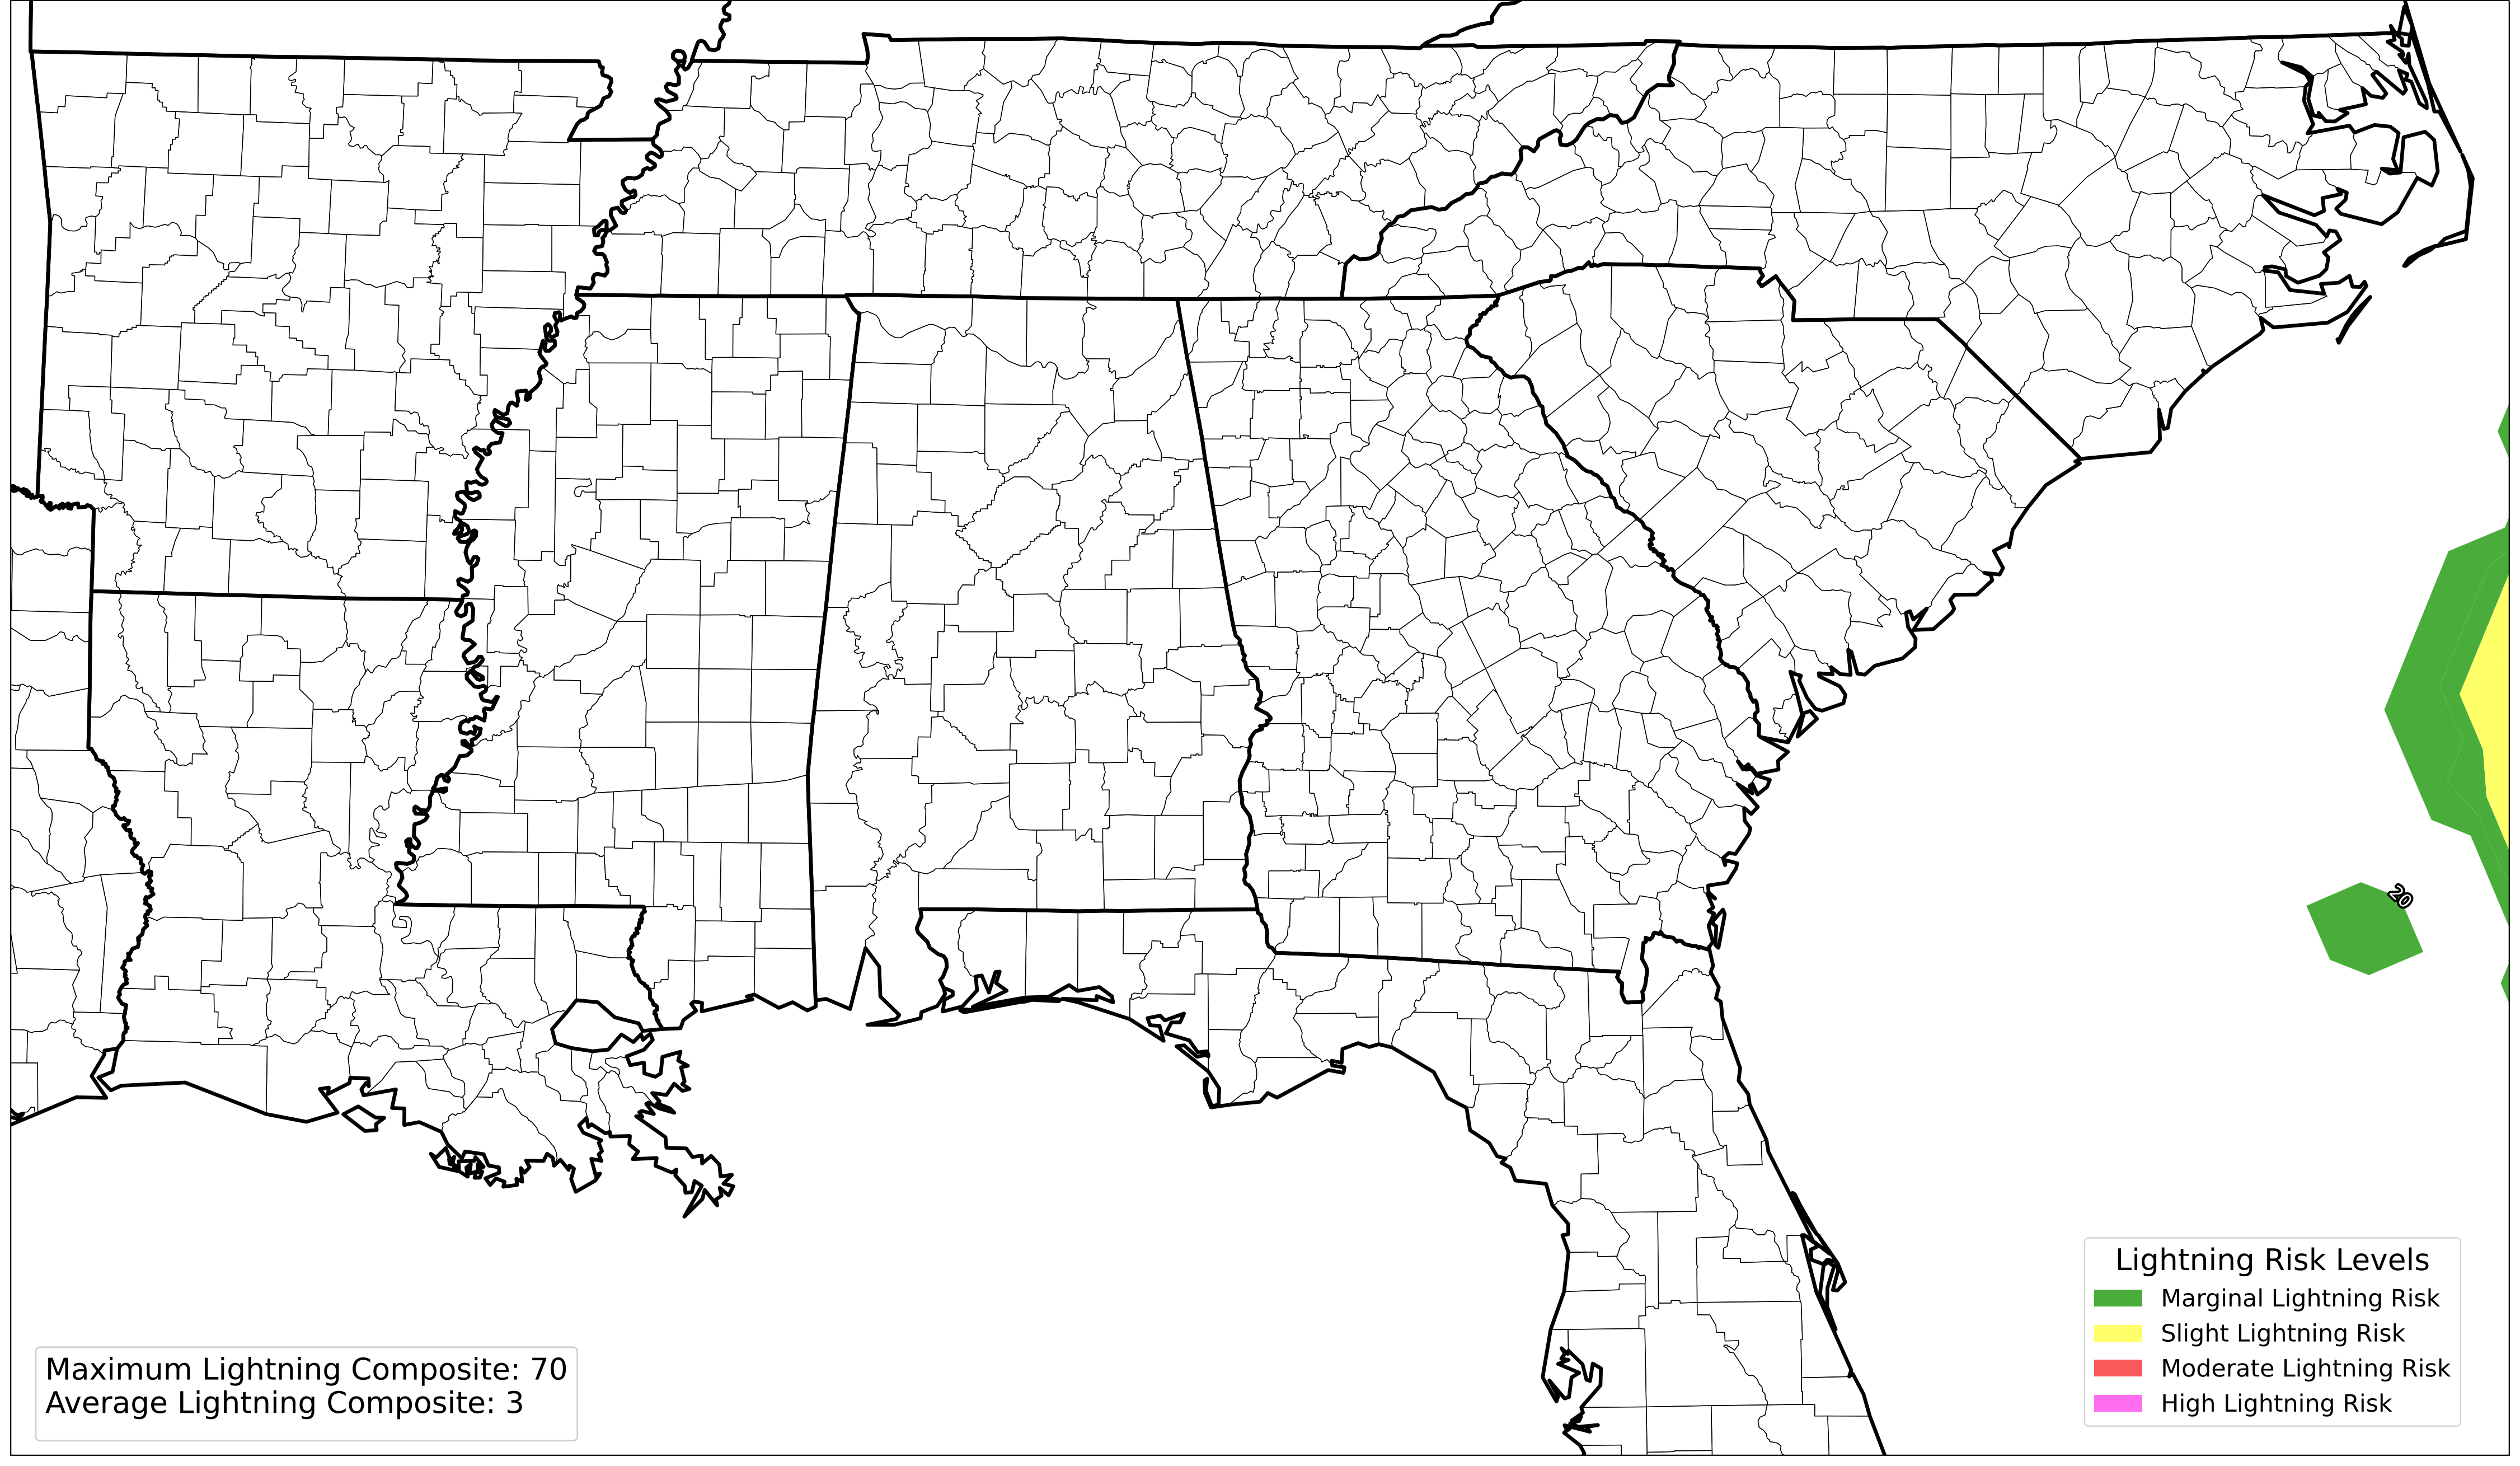 20
Lightning Risk Levels
Marginal Lightning Risk
Slight Lightning Risk
Moderate Lightning Risk
High Lightning Risk
Maximum Lightning Composite: 70
Average Lightning Composite: 3